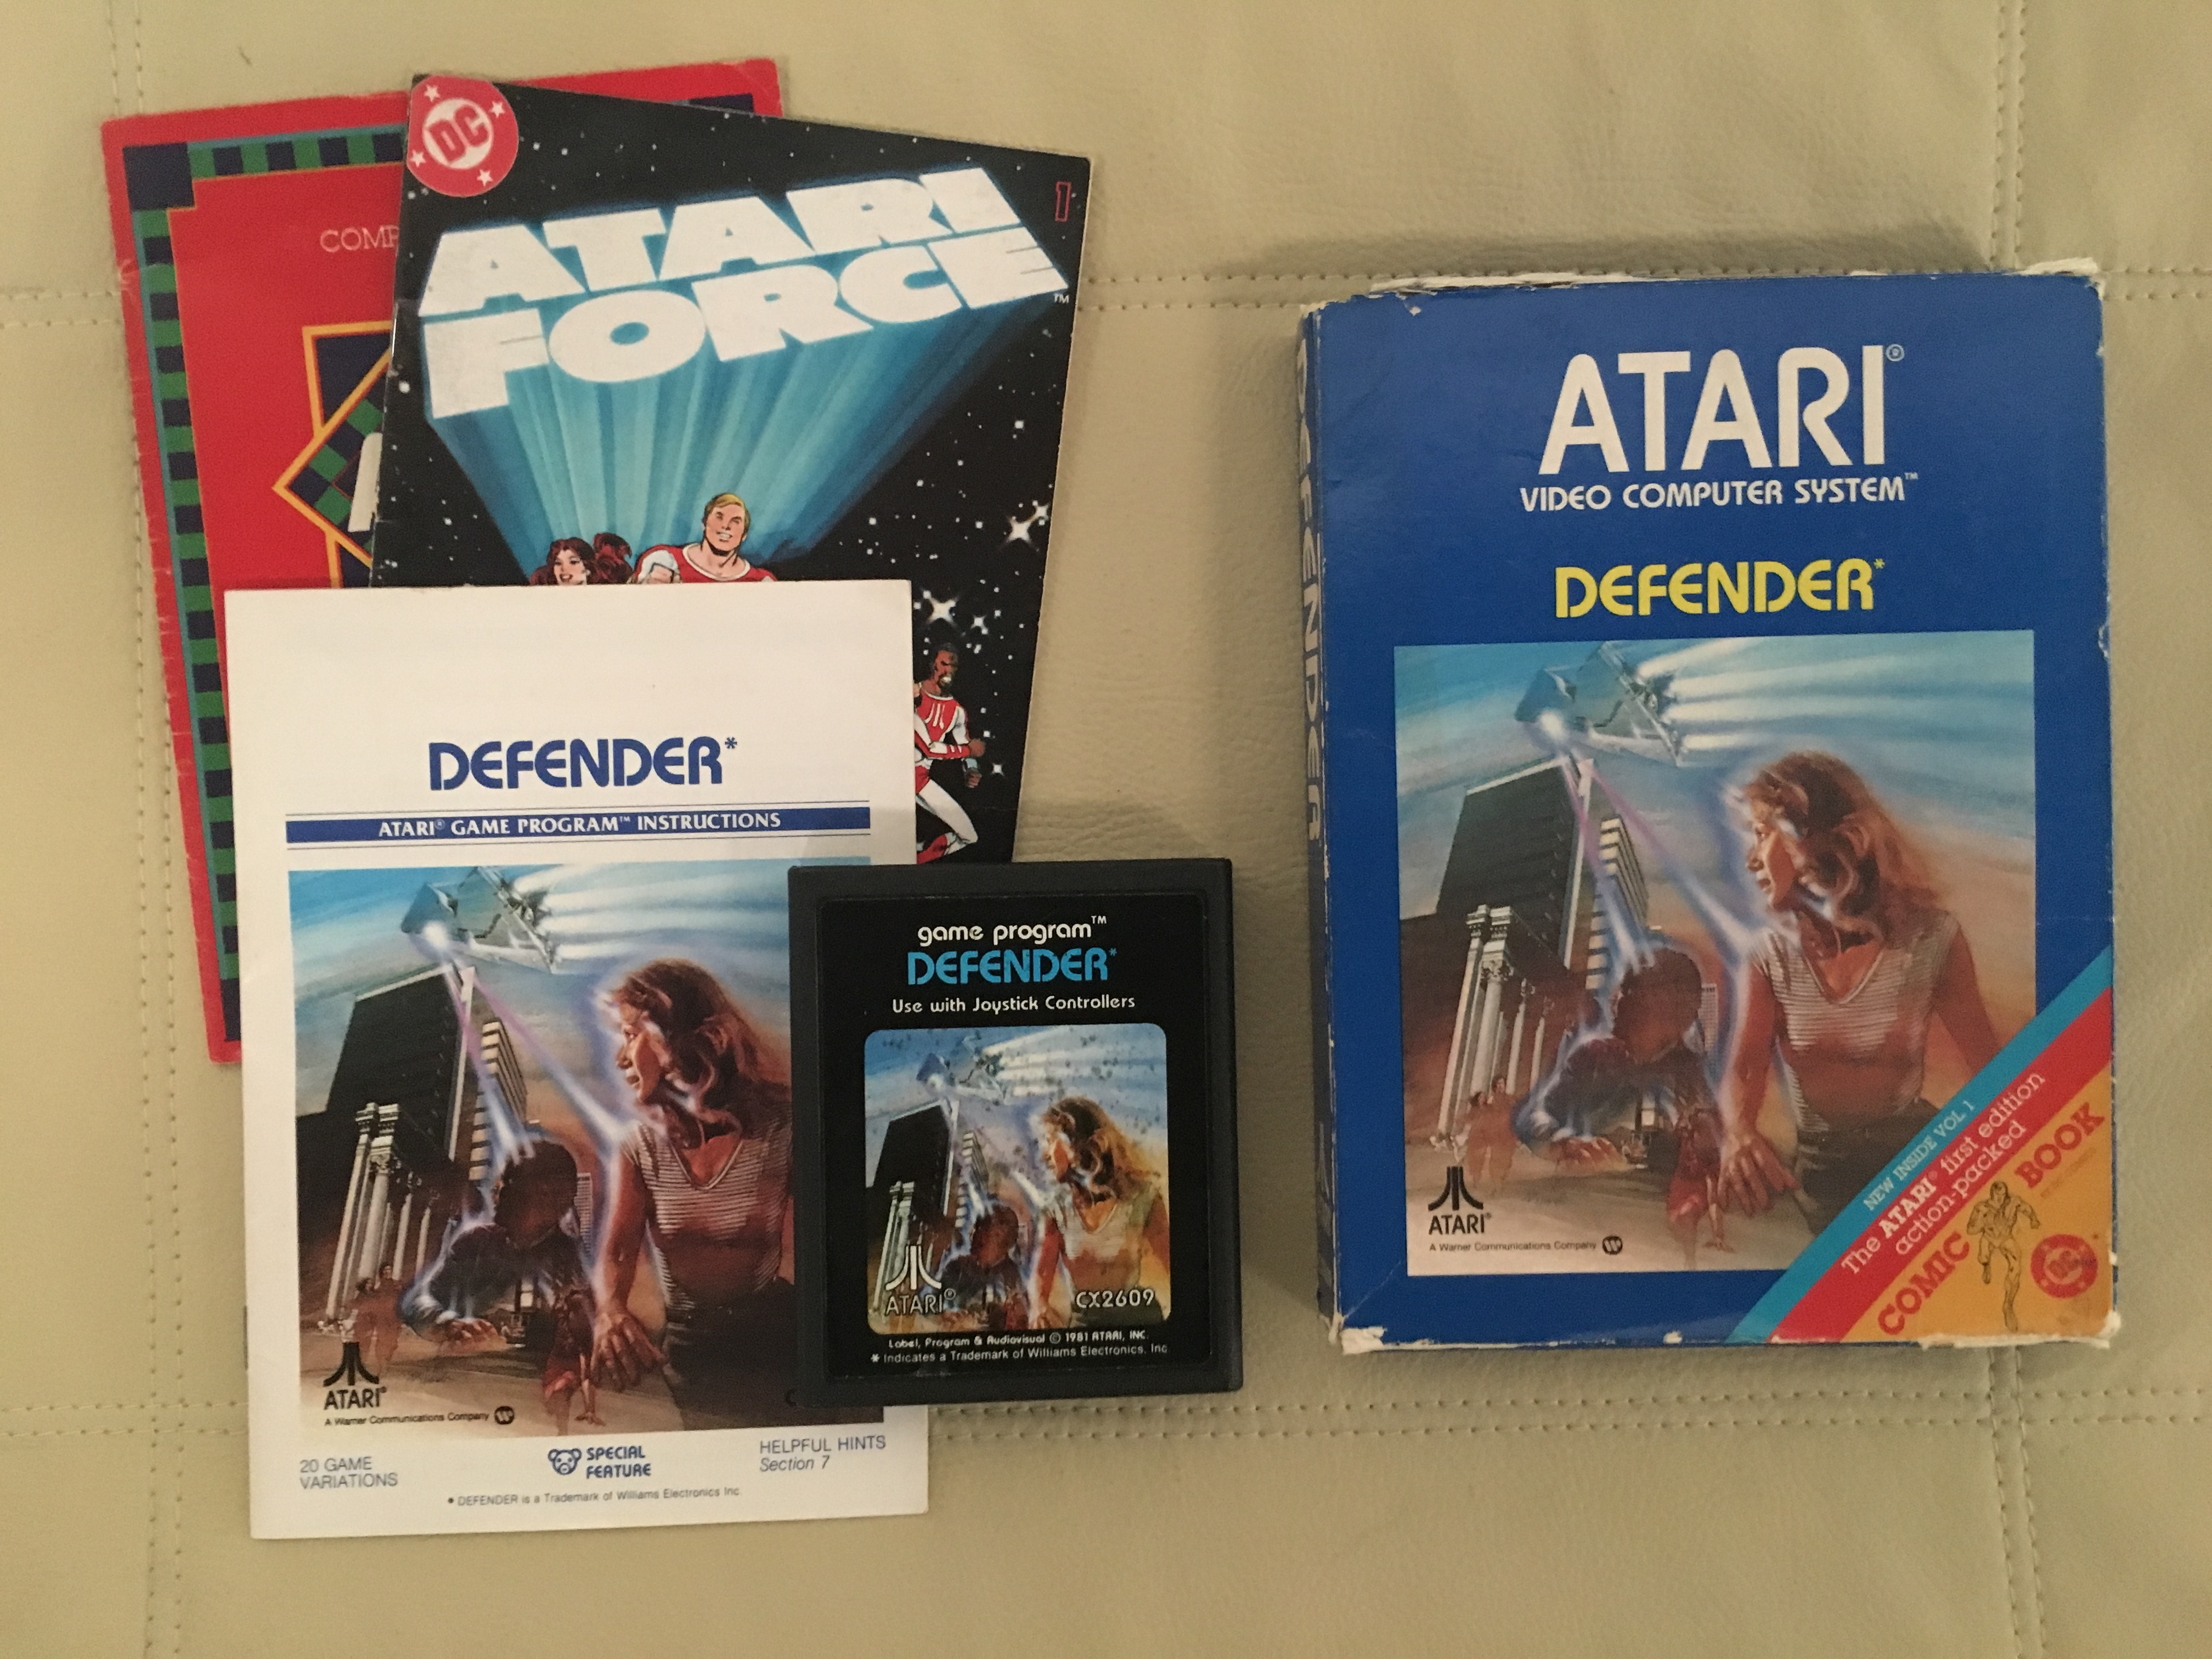 COMP
DC
ATARI
FORCE™
1
DEFENDER*
ATARI® GAME PROGRAM™ INSTRUCTIONS
ATARI®
A Warner Communications Company W
20 GAME
VARIATIONS
SPECIAL
FEATURE
HELPFUL HINTS
Section 7
• DEFENDER is a Trademark of Williams Electronics Inc.
game program™
DEFENDER*
Use with Joystick Controllers
ATARI®
CX2609
Label, Program & Audiovisual © 1981 ATARI, INC.
* Indicates a Trademark of Williams Electronics, Inc
DEFENDER
ATARI®
VIDEO COMPUTER SYSTEM™
DEFENDER*
ATARI®
A Warner Communications Company W
NEW INSIDE VOL 1
The ATARI® first edition
action-packed
COMIC BOOK
DC